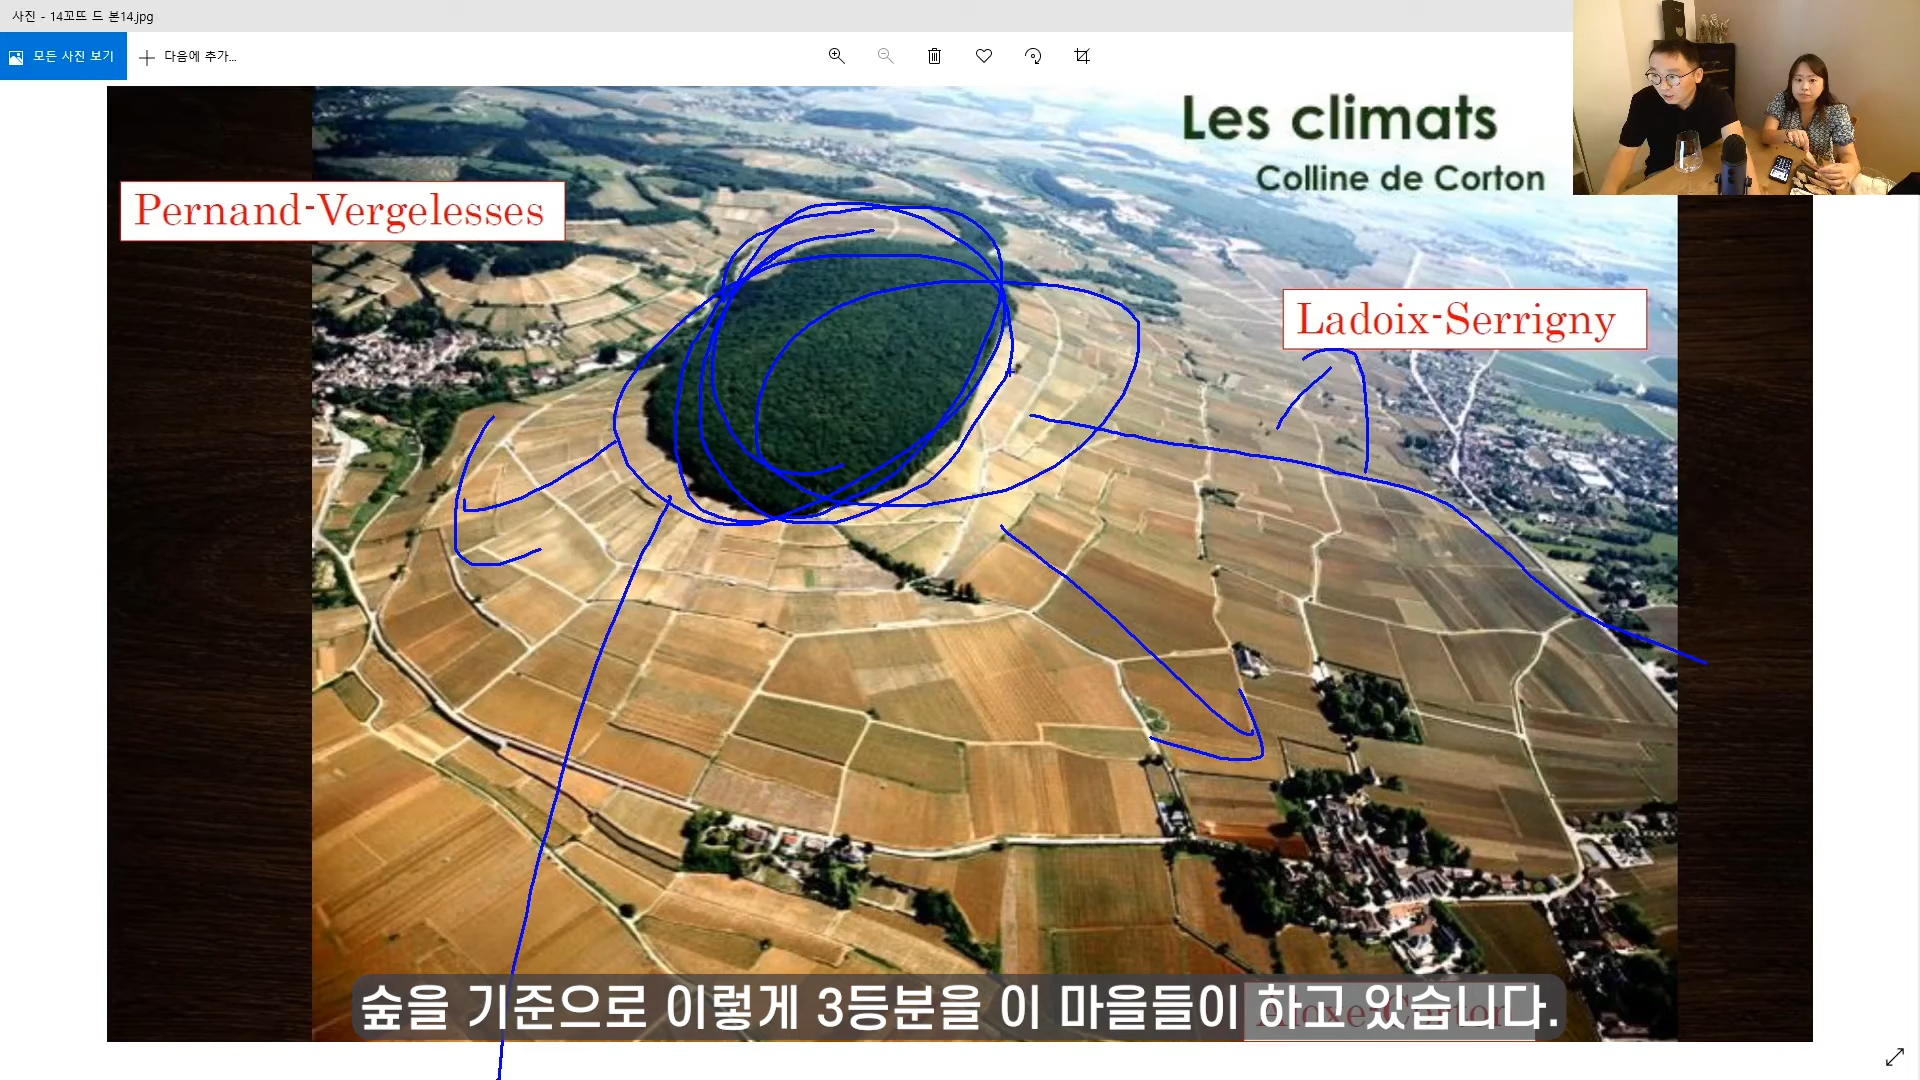 사진 - 14꼬뜨 드 본14.jpg
모든 사진 보기
다음에 추가...
Les climats
Colline de Corton
Pernand-Vergelesses
Ladoix-Serrigny
Aloxe-Corton
숲을 기준으로 이렇게 3등분을 이 마을들이 하고 있습니다.